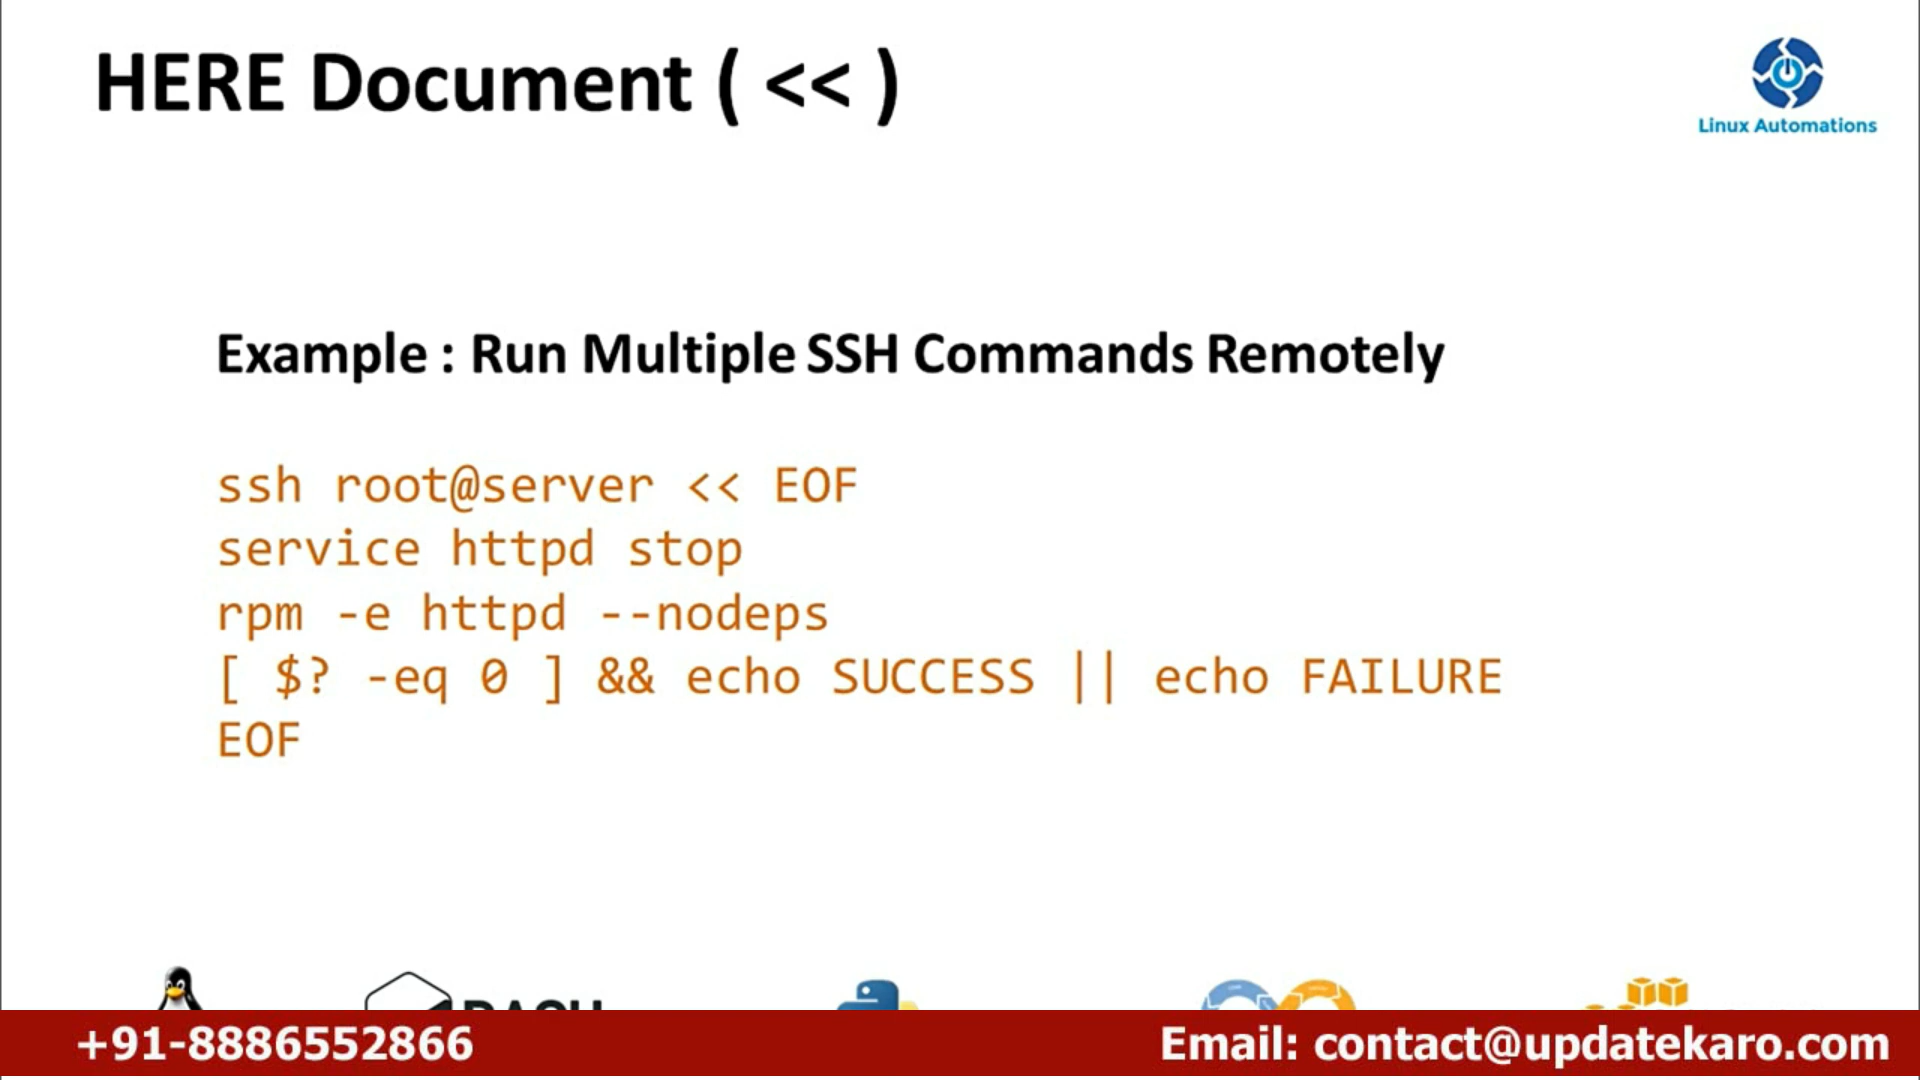 HERE Document ( << )
Linux Automations
Example : Run Multiple SSH Commands Remotely
ssh root@server << EOF
service httpd stop
rpm -e httpd --nodeps
[ $? -eq 0 ] && echo SUCCESS || echo FAILURE
EOF
BASH
+91-8886552866
Email: contact@updatekaro.com